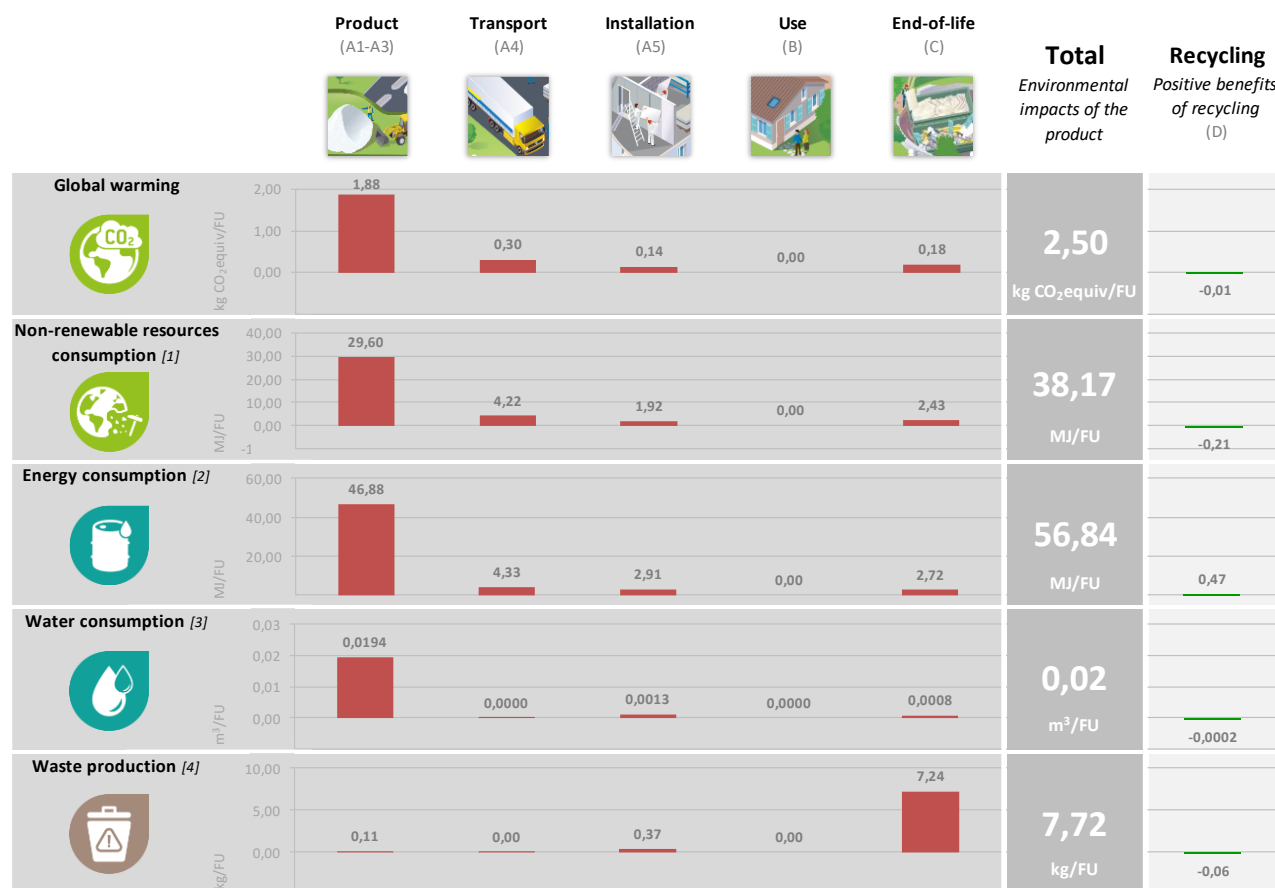 Product
(A1-A3)
Transport
(A4)
Installation
(A5)
Use
(B)
End-of-life
(C)
Total
Environmental
impacts of the
product
Recycling
Positive benefits
of recycling
(D)
Global warming
CO₂
kg CO₂equiv/FU
2,00
1,00
0,00
1,88
0,30
0,14
0,00
0,18
2,50
kg CO₂equiv/FU
-0,01
Non-renewable resources
consumption [1]
MJ/FU
40,00
30,00
20,00
10,00
0,00
-1
29,60
4,22
1,92
0,00
2,43
38,17
MJ/FU
-0,21
Energy consumption [2]
MJ/FU
60,00
40,00
20,00
46,88
4,33
2,91
0,00
2,72
56,84
MJ/FU
0,47
Water consumption [3]
m³/FU
0,03
0,02
0,01
0,00
0,0194
0,0000
0,0013
0,0000
0,0008
0,02
m³/FU
-0,0002
Waste production [4]
kg/FU
10,00
5,00
0,00
0,11
0,00
0,37
0,00
7,24
7,72
kg/FU
-0,06